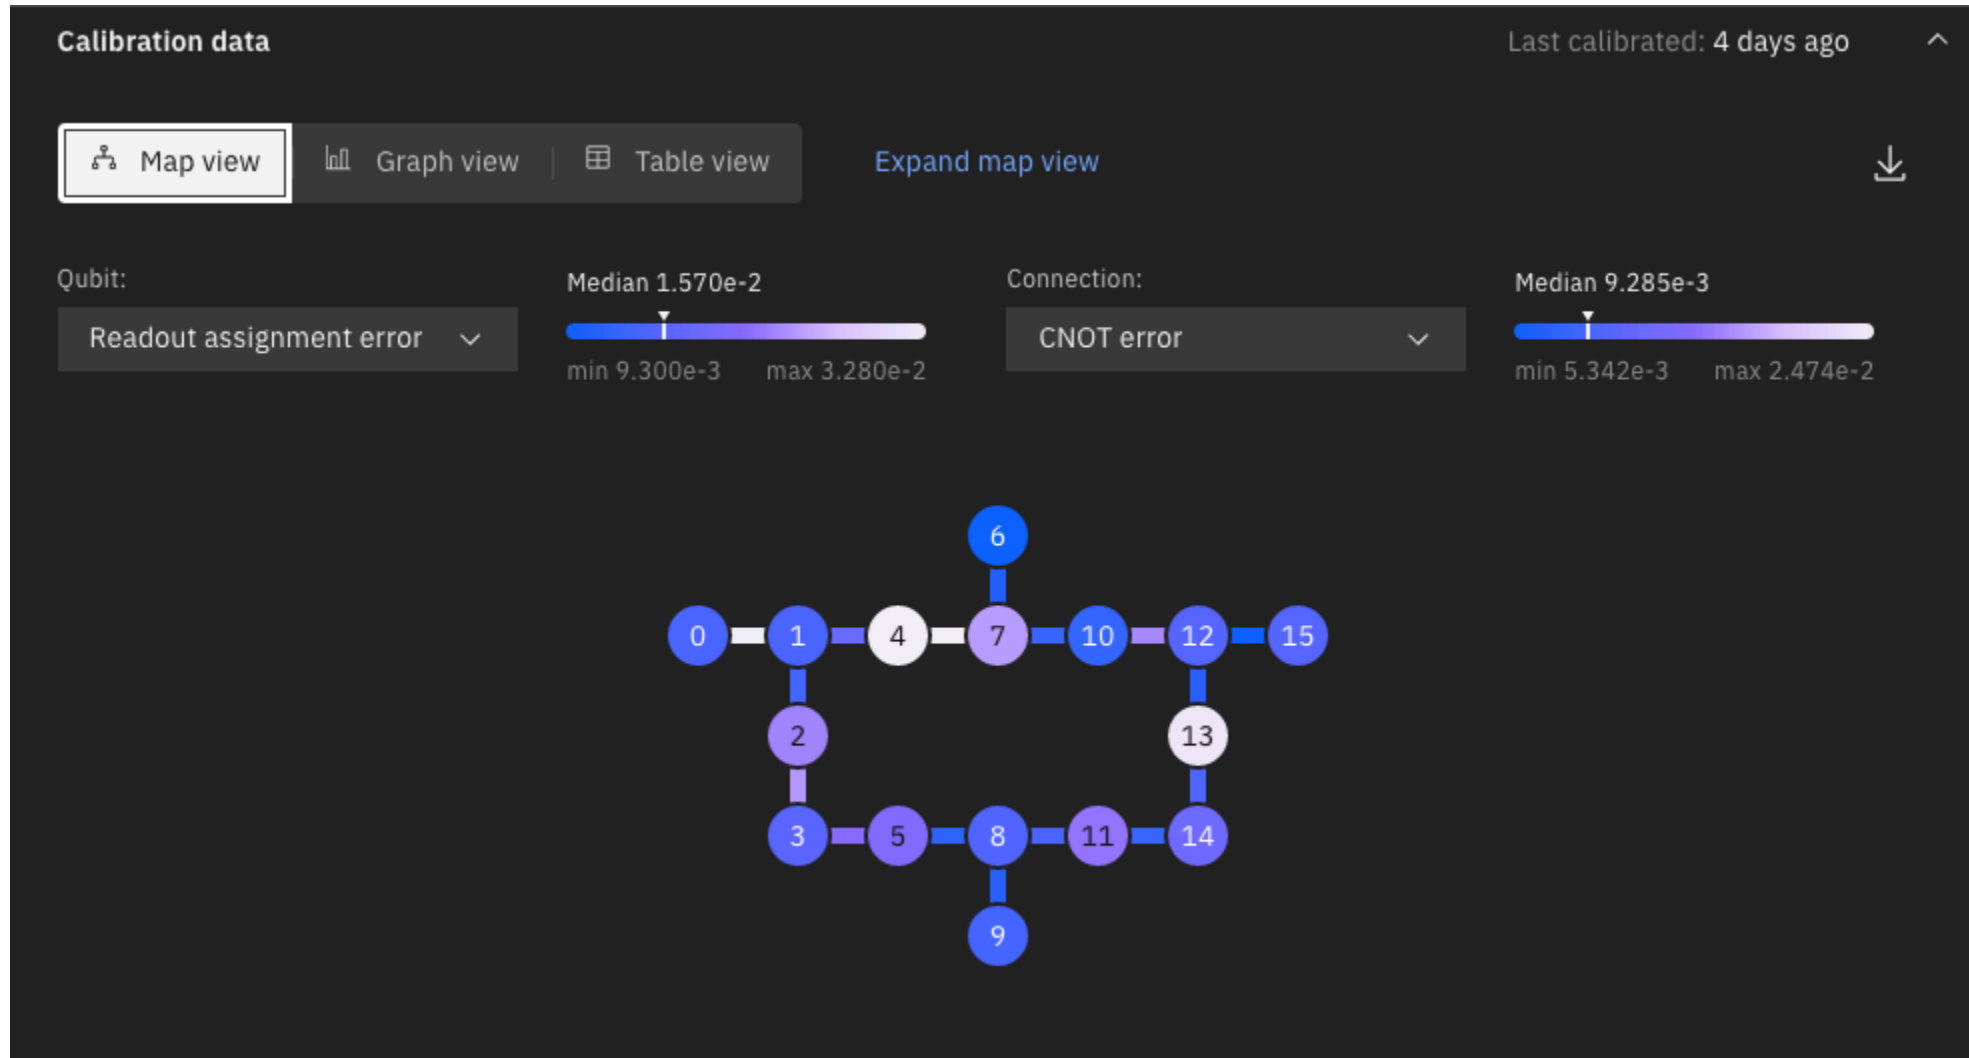 Calibration data
Last calibrated: 4 days ago
Map view
Graph view
Table view
Expand map view
Qubit:
Readout assignment error
Median 1.570e-2
min 9.300e-3 max 3.280e-2
Connection:
CNOT error
Median 9.285e-3
min 5.342e-3 max 2.474e-2
6
0 1 4 7 10 12 15
2 13
3 5 8 11 14
9